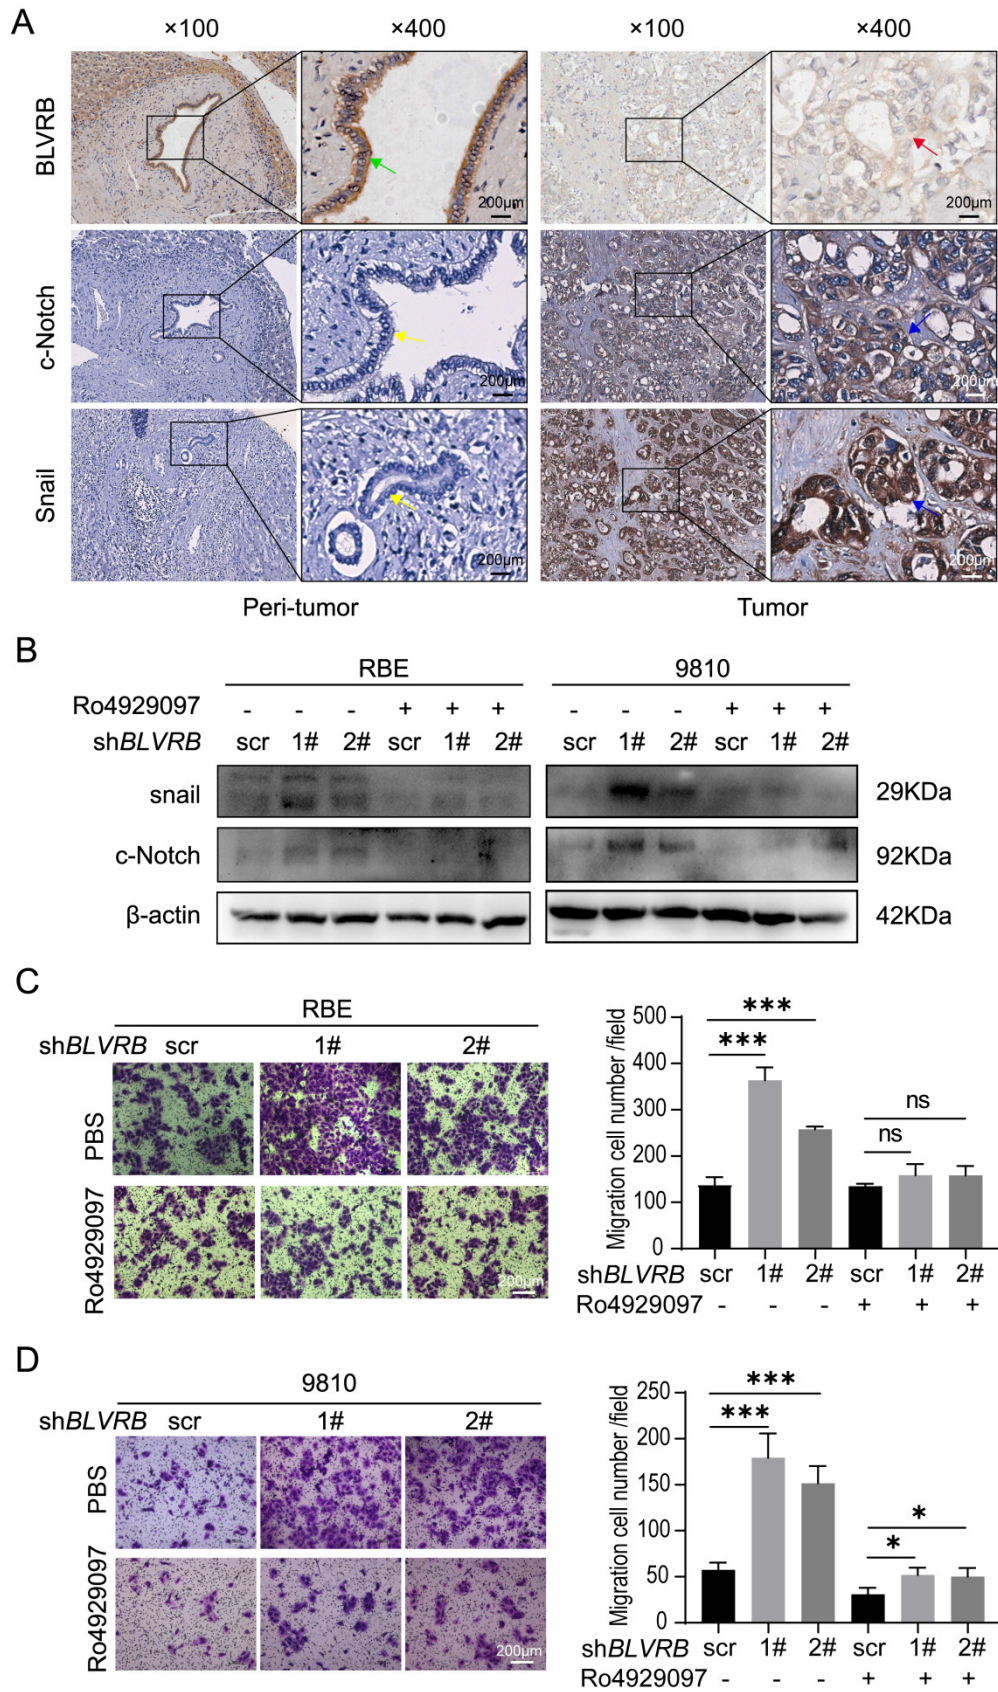 A
×100 ×400 ×100 ×400
BLVRB
200μm 200μm
c-Notch
200μm 200μm
Snail
200μm 200μm
Peri-tumor Tumor
B
RBE 9810
Ro4929097 - - - + + + - - - + + +
shBLVRB scr 1# 2# scr 1# 2# scr 1# 2# scr 1# 2#
snail 29KDa
c-Notch 92KDa
β-actin 42KDa
C
RBE
shBLVRB scr 1# 2#
PBS
Ro4929097
200μm
Migration cell number /field
500
400
300
200
100
0
*** 
***
ns
ns
shBLVRB scr 1# 2# scr 1# 2#
Ro4929097 - - - + + +
D
9810
shBLVRB scr 1# 2#
PBS
Ro4929097
200μm
Migration cell number /field
250
200
150
100
50
0
***
***
*
*
shBLVRB scr 1# 2# scr 1# 2#
Ro4929097 - - - + + +